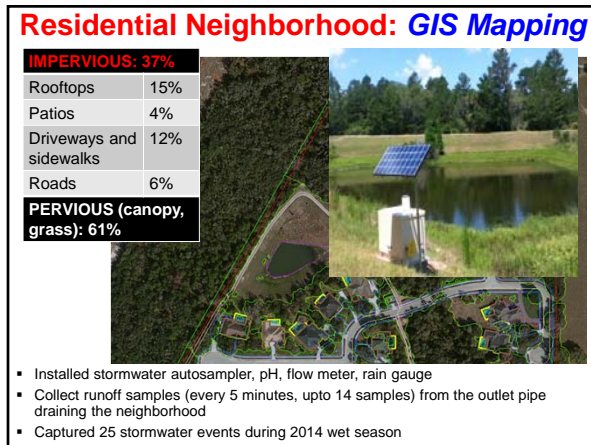 Residential Neighborhood: GIS Mapping
IMPERVIOUS: 37%
Rooftops 15%
Patios 4%
Driveways and 12%
sidewalks
Roads 6%
PERVIOUS (canopy,
grass): 61%
▪ Installed stormwater autosampler, pH, flow meter, rain gauge
▪ Collect runoff samples (every 5 minutes, upto 14 samples) from the outlet pipe
draining the neighborhood
▪ Captured 25 stormwater events during 2014 wet season